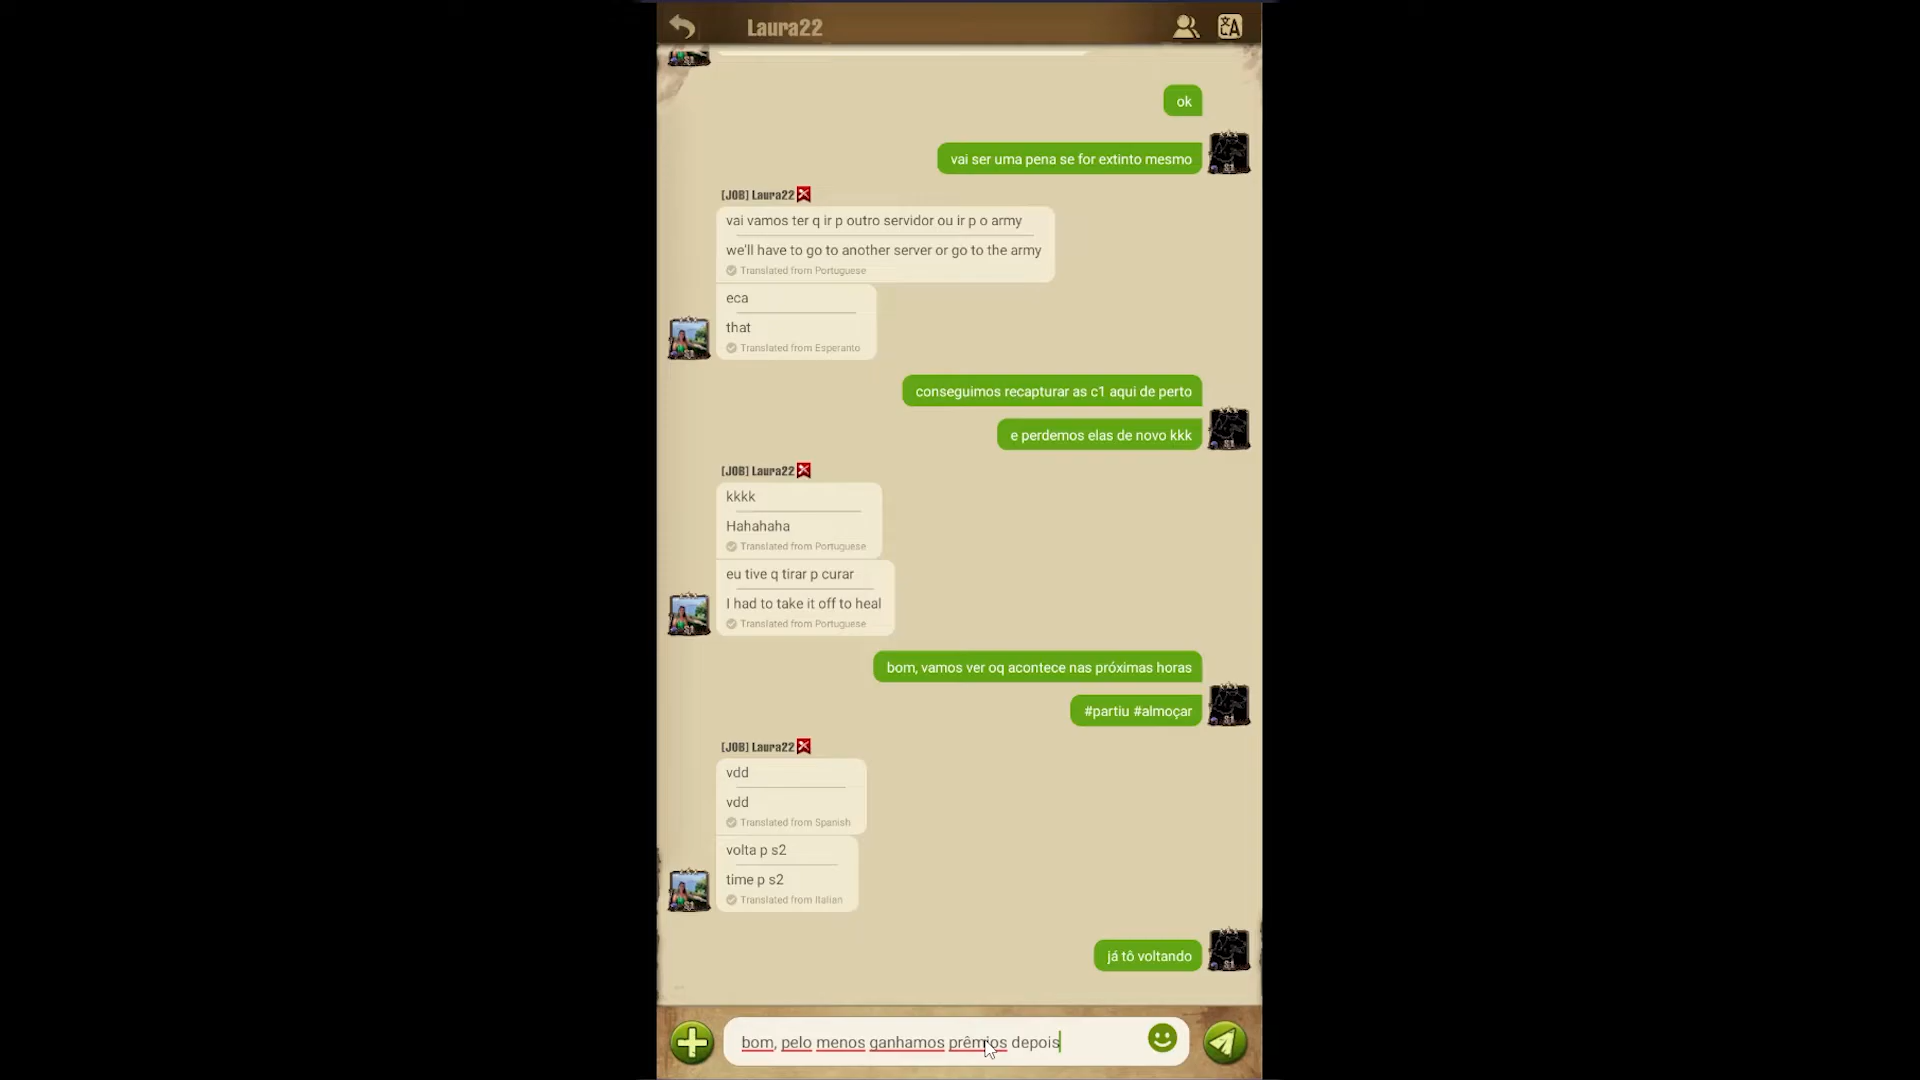 Laura22
ok
vai ser uma pena se for extinto mesmo
[JOB] Laura22
vai vamos ter q ir p outro servidor ou ir p o army
we'll have to go to another server or go to the army
Translated from Portuguese
eca
that
Translated from Esperanto
conseguimos recapturar as c1 aqui de perto
e perdemos elas de novo kkk
[JOB] Laura22
kkkk
Hahahaha
Translated from Portuguese
eu tive q tirar p curar
I had to take it off to heal
Translated from Portuguese
bom, vamos ver oq acontece nas próximas horas
#partiu #almoçar
[JOB] Laura22
vdd
vdd
Translated from Spanish
volta p s2
time p s2
Translated from Italian
já tô voltando
bom, pelo menos ganhamos prêmios depois